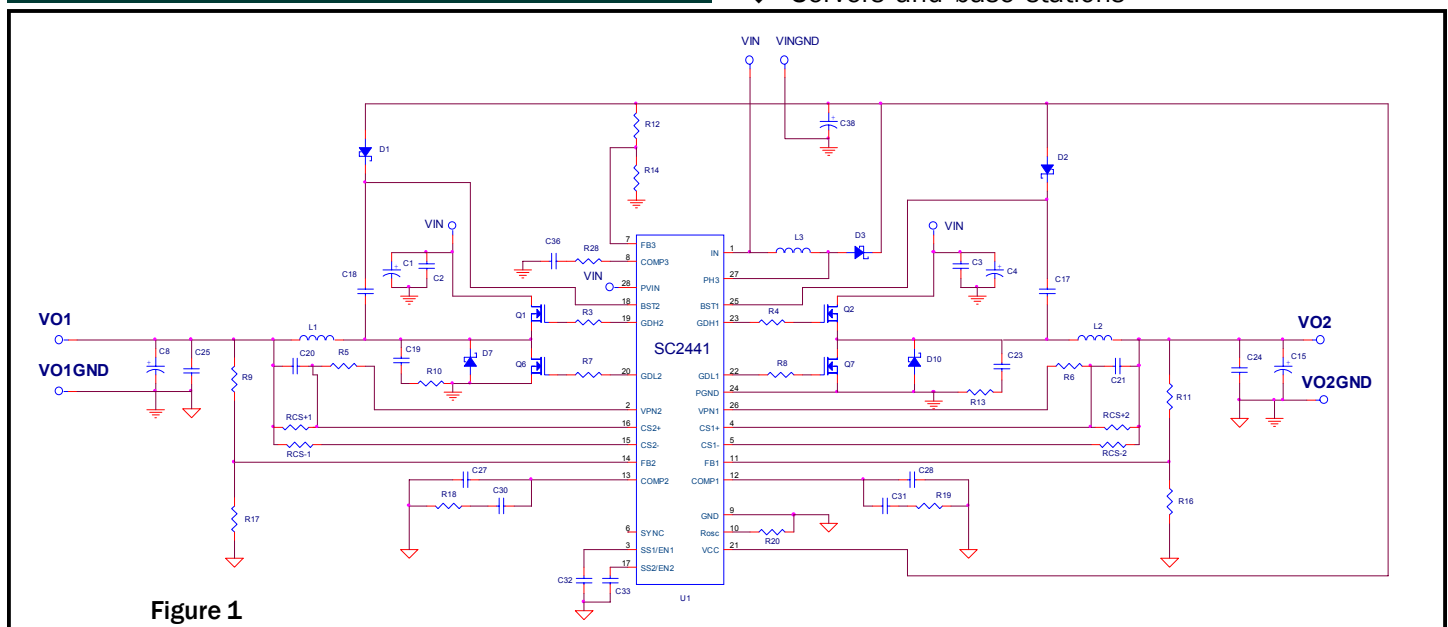 Servers and base stations
VIN VINGND
R12
C38
D1
R14
D2
VIN
VIN
7 FB3
IN 1
L3 D3
C36 R28
8 COMP3
C1
C2
C3
C4
C18
VIN
28 PVIN
PH3 27
C17
18 BST2
BST1 25
Q1 R3
19 GDH2
GDH1 23
R4 Q2
VO1
L1
SC2441
L2
VO2
C8 C25
C20 R5
C19
D7
Q6 R7
20 GDL2
GDL1 22
R8 Q7
D10
C23
C24 C15
VO1GND
R9
R10
PGND 24
R13
R6 C21
VO2GND
2 VPN2
VPN1 26
R11
RCS+1
16 CS2+
CS1+ 4
RCS+2
RCS-1
15 CS2-
CS1- 5
RCS-2
14 FB2
FB1 11
C27
13 COMP2
COMP1 12
C28
R18 C30
C31 R19
R16
R17
GND 9
6 SYNC
Rosc 10
R20
3 SS1/EN1
VCC 21
17 SS2/EN2
C32
C33
U1
Figure 1